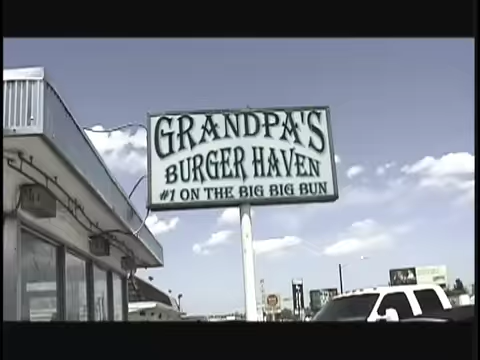 GRANDPA'S
BURGER HAVEN
#1 ON THE BIG BIG BUN